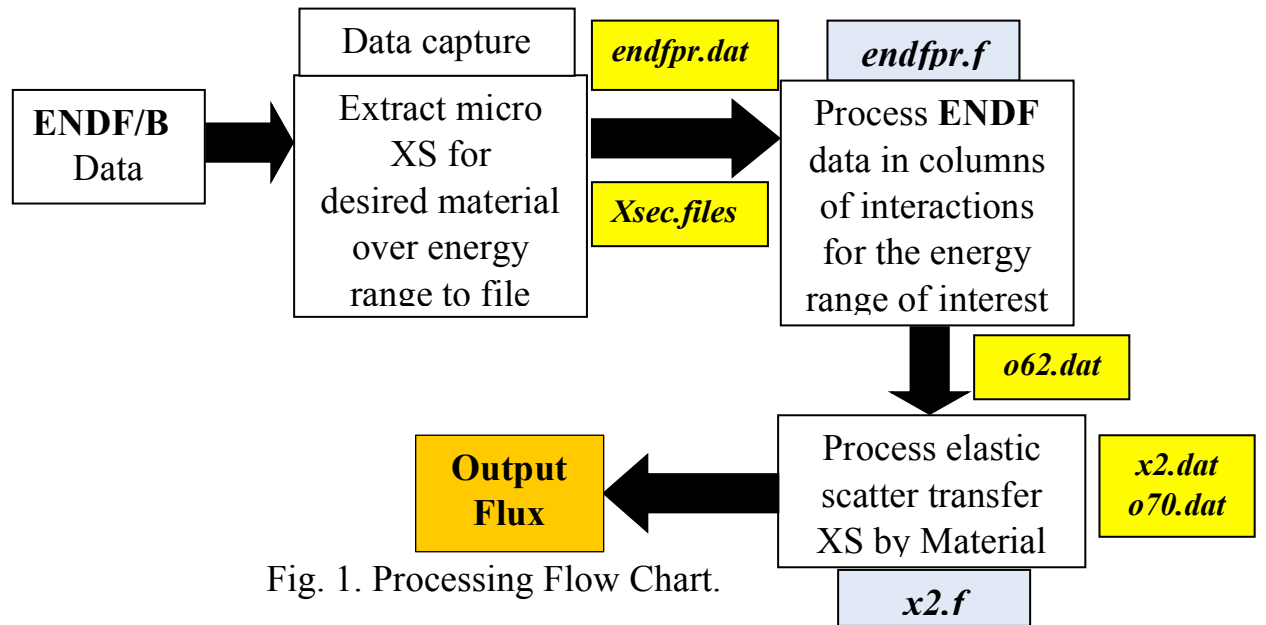 Data capture
endfpr.dat
endfpr.f
ENDF/B
Data
Extract micro
XS for
desired material
over energy
range to file
Xsec.files
Process ENDF
data in columns
of interactions
for the energy
range of interest
o62.dat
Output
Flux
Process elastic
scatter transfer
XS by Material
x2.dat
o70.dat
Fig. 1. Processing Flow Chart.
x2.f